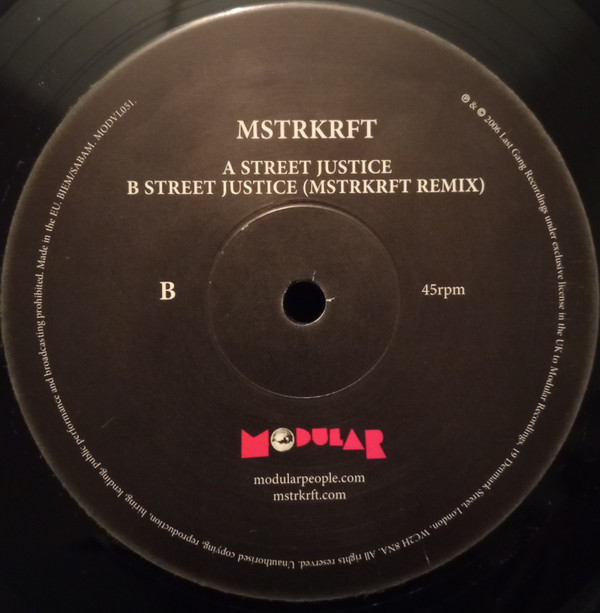 MSTRKRFT
A STREET JUSTICE
B STREET JUSTICE (MSTRKRFT REMIX)
B
45rpm
MODULAR
modularpeople.com
mstrkrft.com
℗ & © 2006 Last Gang Recordings under exclusive license in the UK to Modular Recordings, 19 Denmark Street, London, WC2H 8NA. All rights reserved. Unauthorised copying, reproduction, hiring, lending, public performance and broadcasting prohibited. Made in the EU. BIEM/SABAM. MODVL051.